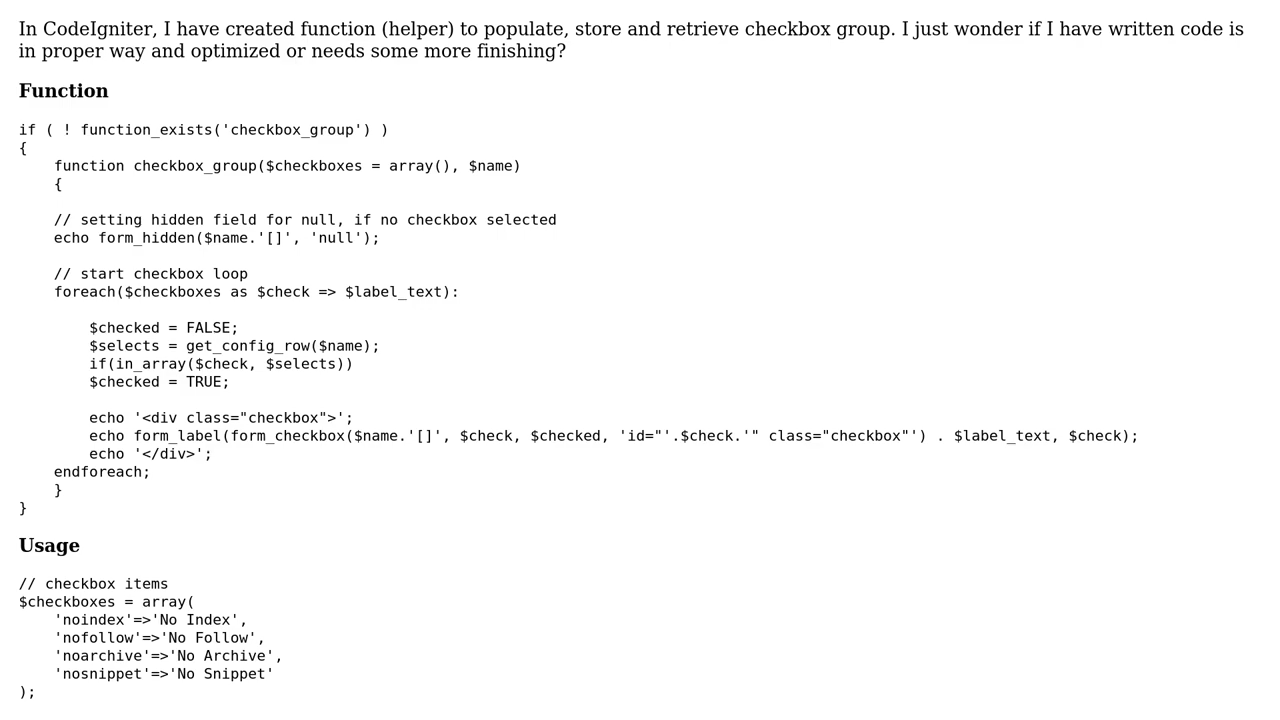 In CodeIgniter, I have created function (helper) to populate, store and retrieve checkbox group. I just wonder if I have written code is
in proper way and optimized or needs some more finishing?
Function
if ( ! function_exists('checkbox_group') )
{
    function checkbox_group($checkboxes = array(), $name)
    {
    // setting hidden field for null, if no checkbox selected
    echo form_hidden($name.'[]', 'null');
    // start checkbox loop
    foreach($checkboxes as $check => $label_text):
        $checked = FALSE;
        $selects = get_config_row($name);
        if(in_array($check, $selects))
        $checked = TRUE;
        echo '<div class="checkbox">';
        echo form_label(form_checkbox($name.'[]', $check, $checked, 'id="'.$check.'" class="checkbox"') . $label_text, $check);
        echo '</div>';
    endforeach;
    }
}
Usage
// checkbox items
$checkboxes = array(
    'noindex'=>'No Index',
    'nofollow'=>'No Follow',
    'noarchive'=>'No Archive',
    'nosnippet'=>'No Snippet'
);